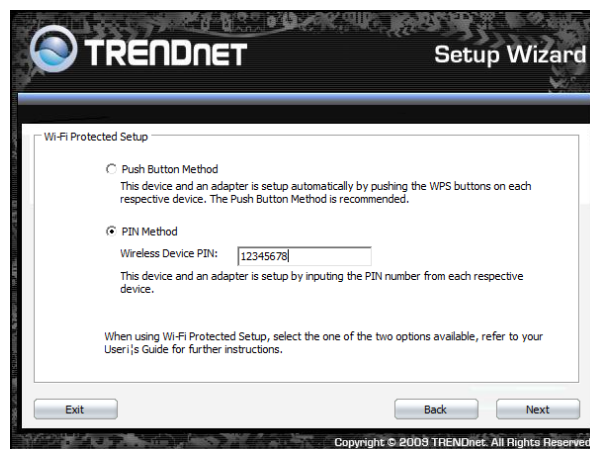 TRENDnet
Setup Wizard
Wi-Fi Protected Setup
Push Button Method
This device and an adapter is setup automatically by pushing the WPS buttons on each
respective device. The Push Button Method is recommended.
PIN Method
Wireless Device PIN: 12345678
This device and an adapter is setup by inputing the PIN number from each respective
device.
When using Wi-Fi Protected Setup, select the one of the two options available, refer to your
Useri¦s Guide for further instructions.
Exit Back Next
Copyright © 2009 TRENDnet. All Rights Reserved